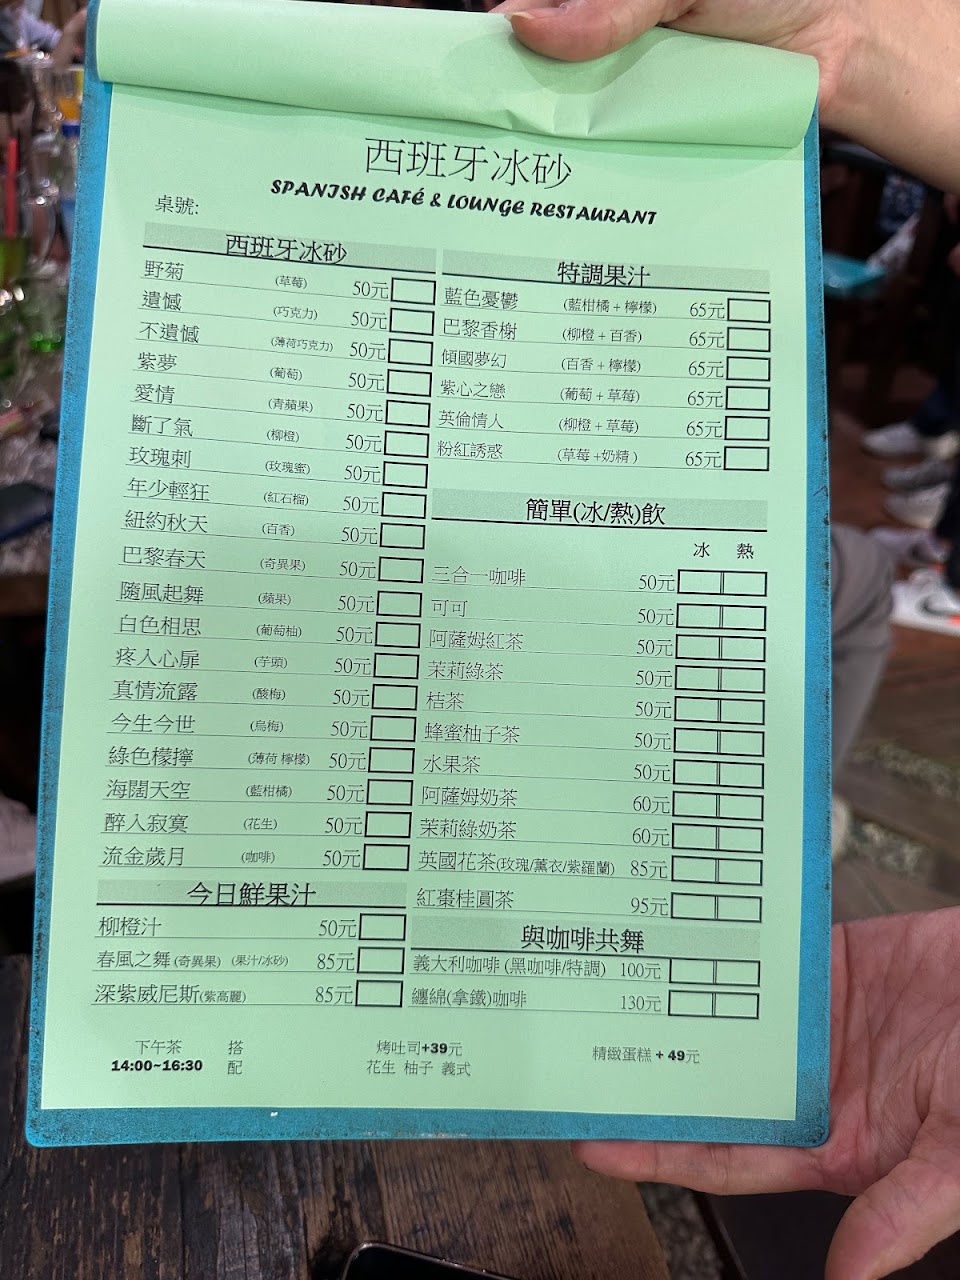 西班牙冰砂
SPANISH CAFÉ & LOUNGE RESTAURANT
桌號:
西班牙冰砂
野菊 (草莓) 50元
遺憾 (巧克力) 50元
不遺憾 (薄荷巧克力) 50元
紫夢 (葡萄) 50元
愛情 (青蘋果) 50元
斷了氣 (柳橙) 50元
玫瑰刺 (玫瑰蜜) 50元
年少輕狂 (紅石榴) 50元
紐約秋天 (百香) 50元
巴黎春天 (奇異果) 50元
隨風起舞 (蘋果) 50元
白色相思 (葡萄柚) 50元
疼入心扉 (芋頭) 50元
真情流露 (酸梅) 50元
今生今世 (烏梅) 50元
綠色檬擰 (薄荷 檸檬) 50元
海闊天空 (藍柑橘) 50元
醉入寂寞 (花生) 50元
流金歲月 (咖啡) 50元
今日鮮果汁
柳橙汁 50元
春風之舞 (奇異果) (果汁/冰砂) 85元
深紫威尼斯(紫高麗) 85元
特調果汁
藍色憂鬱 (藍柑橘 + 檸檬) 65元
巴黎香榭 (柳橙 + 百香) 65元
傾國夢幻 (百香 + 檸檬) 65元
紫心之戀 (葡萄 + 草莓) 65元
英倫情人 (柳橙 + 草莓) 65元
粉紅誘惑 (草莓 +奶精 ) 65元
簡單(冰/熱)飲
冰 熱
三合一咖啡 50元
可可 50元
阿薩姆紅茶 50元
茉莉綠茶 50元
桔茶 50元
蜂蜜柚子茶 50元
水果茶 50元
阿薩姆奶茶 60元
茉莉綠奶茶 60元
英國花茶(玫瑰/薰衣/紫羅蘭) 85元
紅棗桂圓茶 95元
與咖啡共舞
義大利咖啡 (黑咖啡/特調) 100元
纏綿(拿鐵)咖啡 130元
下午茶 搭 烤吐司+39元 精緻蛋糕 + 49元
14:00~16:30 配 花生 柚子 義式